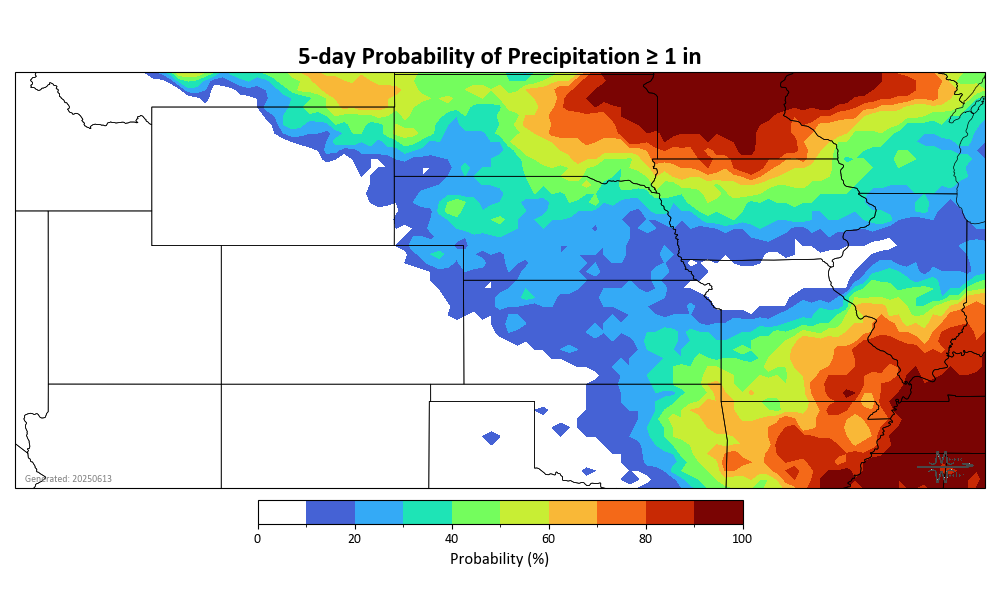 5-day Probability of Precipitation ≥ 1 in
Generated: 20250613
0 20 40 60 80 100
Probability (%)